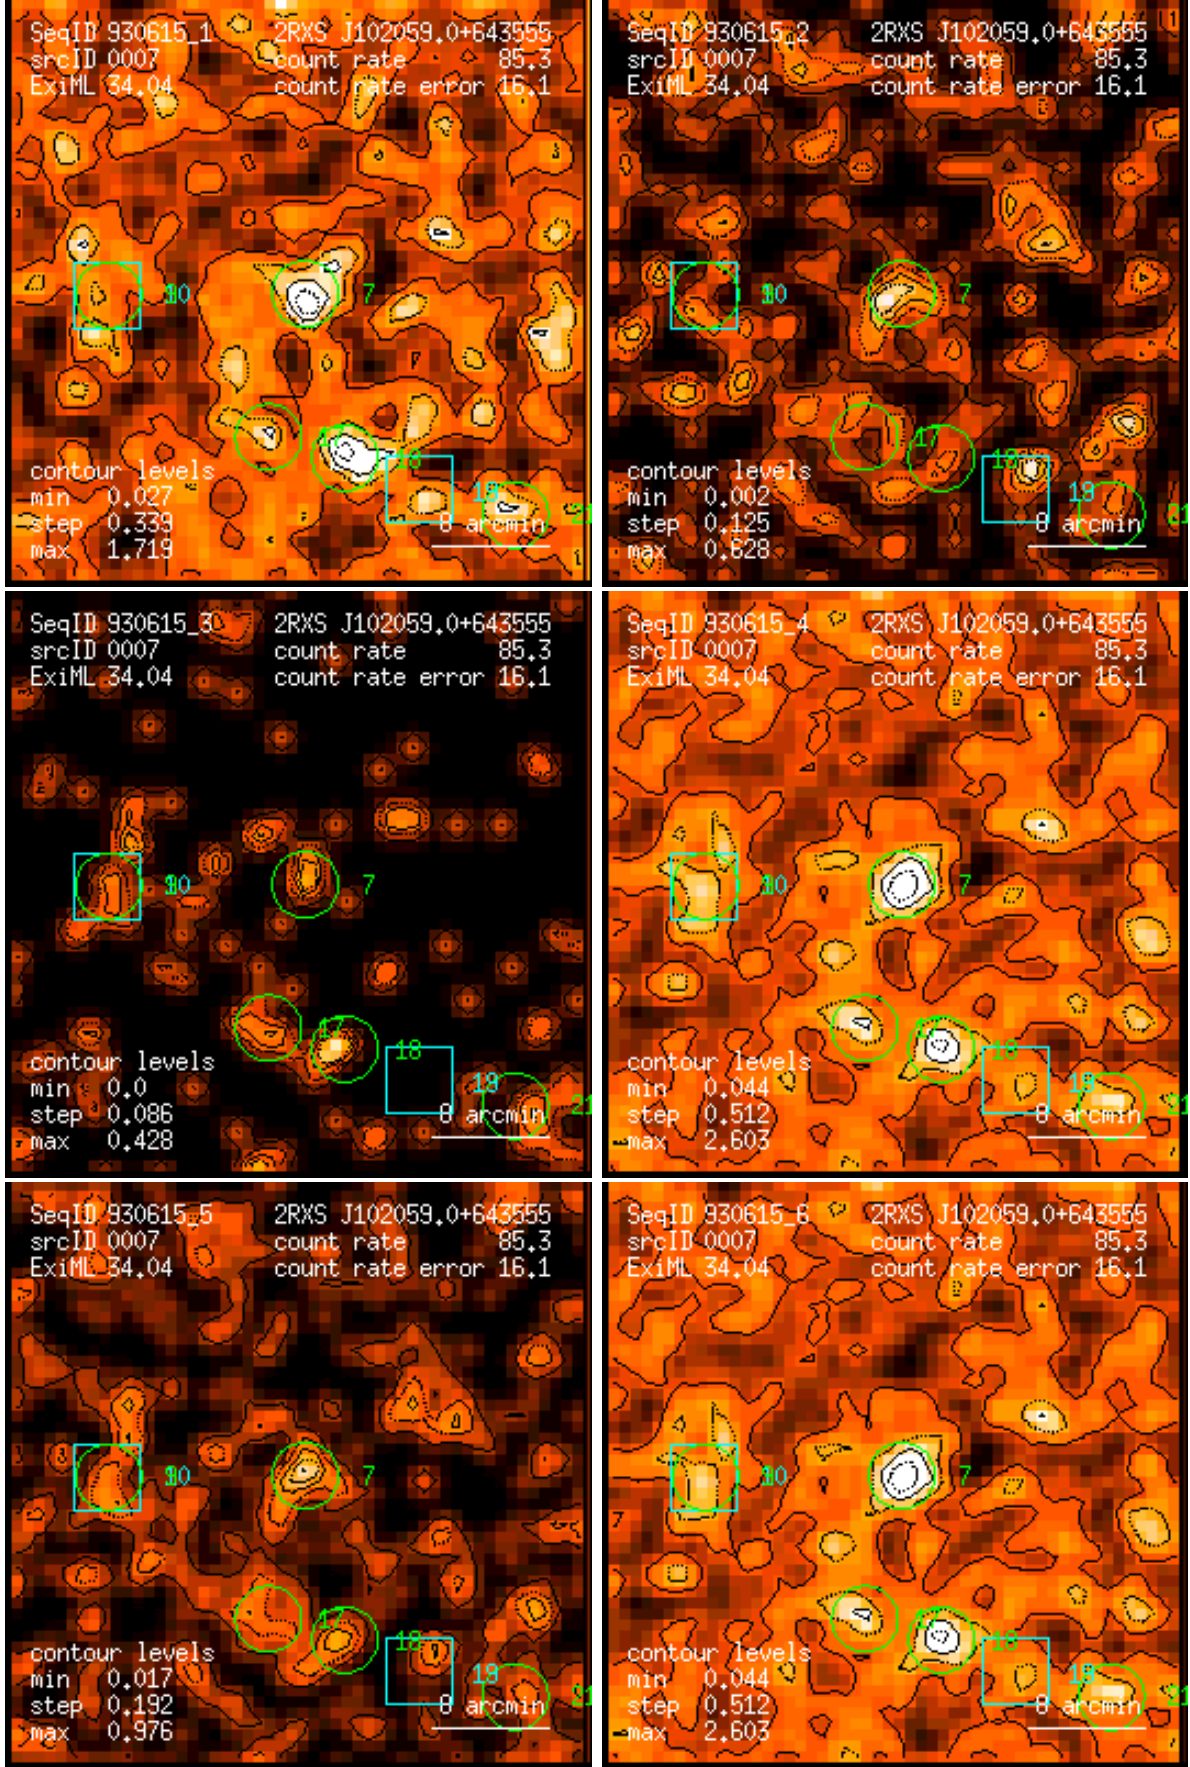 SeqID 930615_1 2RXS J102059.0+643555
srcID 0007 count rate 85.3
ExiML 34.04 count rate error 16.1
10 7
17
18
contour levels
min 0.027 19
step 0.339 8 arcmin 21
max 1.719
SeqID 930615_2 2RXS J102059.0+643555
srcID 0007 count rate 85.3
ExiML 34.04 count rate error 16.1
10 7
17
18
contour levels
min 0.002 19
step 0.125 8 arcmin 21
max 0.628
SeqID 930615_3 2RXS J102059.0+643555
srcID 0007 count rate 85.3
ExiML 34.04 count rate error 16.1
10 7
17
18
contour levels
min 0.0 19
step 0.086 8 arcmin 21
max 0.428
SeqID 930615_4 2RXS J102059.0+643555
srcID 0007 count rate 85.3
ExiML 34.04 count rate error 16.1
10 7
17
18
contour levels
min 0.044 19
step 0.512 8 arcmin 21
max 2.603
SeqID 930615_5 2RXS J102059.0+643555
srcID 0007 count rate 85.3
ExiML 34.04 count rate error 16.1
10 7
17
18
contour levels
min 0.017 19
step 0.192 8 arcmin 21
max 0.976
SeqID 930615_6 2RXS J102059.0+643555
srcID 0007 count rate 85.3
ExiML 34.04 count rate error 16.1
10 7
17
18
contour levels
min 0.044 19
step 0.512 8 arcmin 21
max 2.603